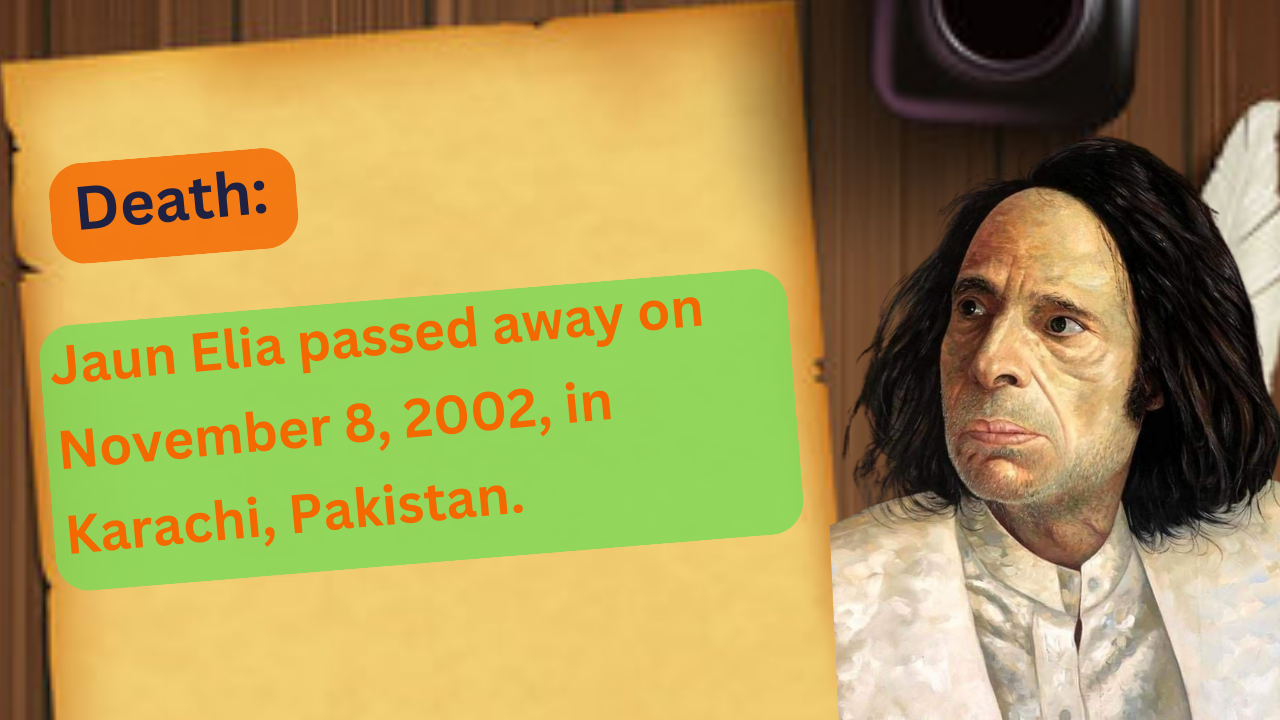 Death:
Jaun Elia passed away on
November 8, 2002, in
Karachi, Pakistan.